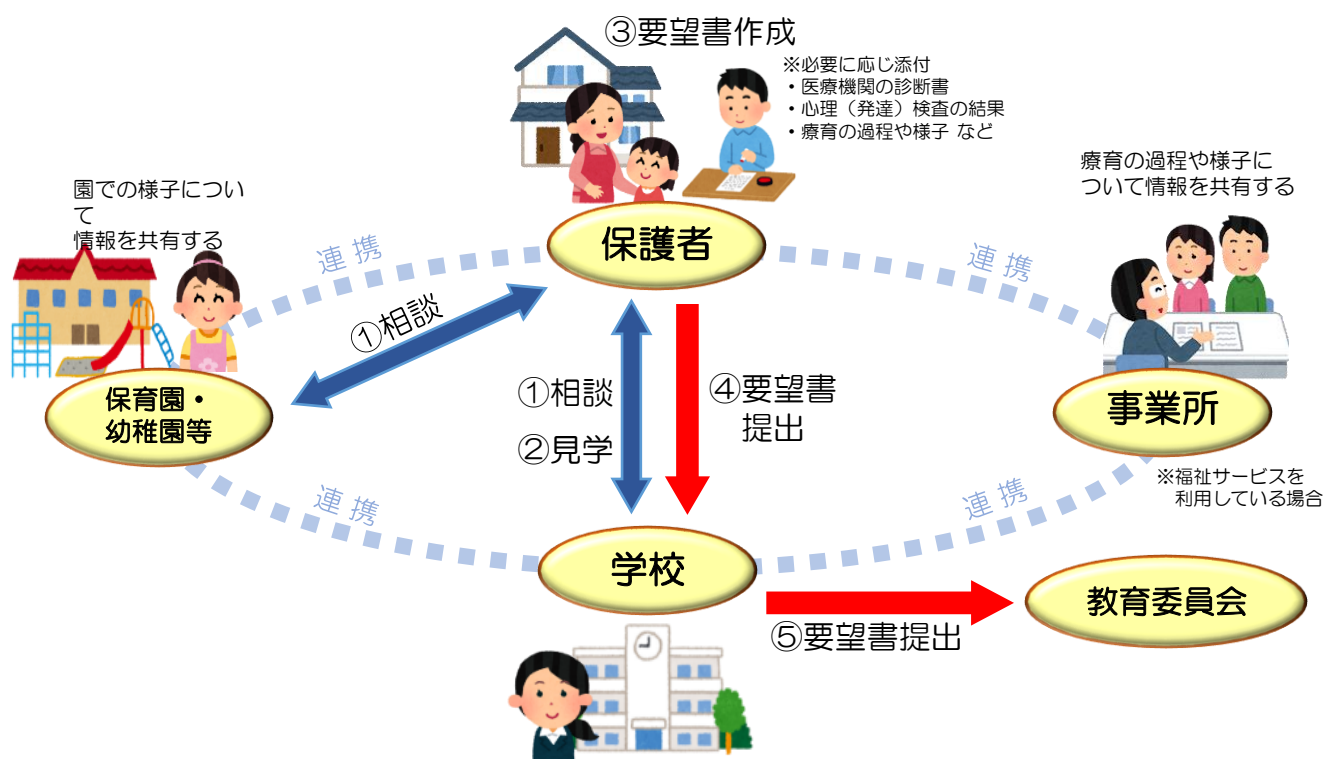 ③要望書作成
※必要に応じ添付
・医療機関の診断書
・心理（発達）検査の結果
・療育の過程や様子 など
療育の過程や様子に
ついて情報を共有する
園での様子につい
て
情報を共有する
連携
保護者
連携
①相談
保育園・
幼稚園等
①相談
②見学
④要望書
提出
事業所
※福祉サービスを
利用している場合
連携
連携
学校
教育委員会
⑤要望書提出